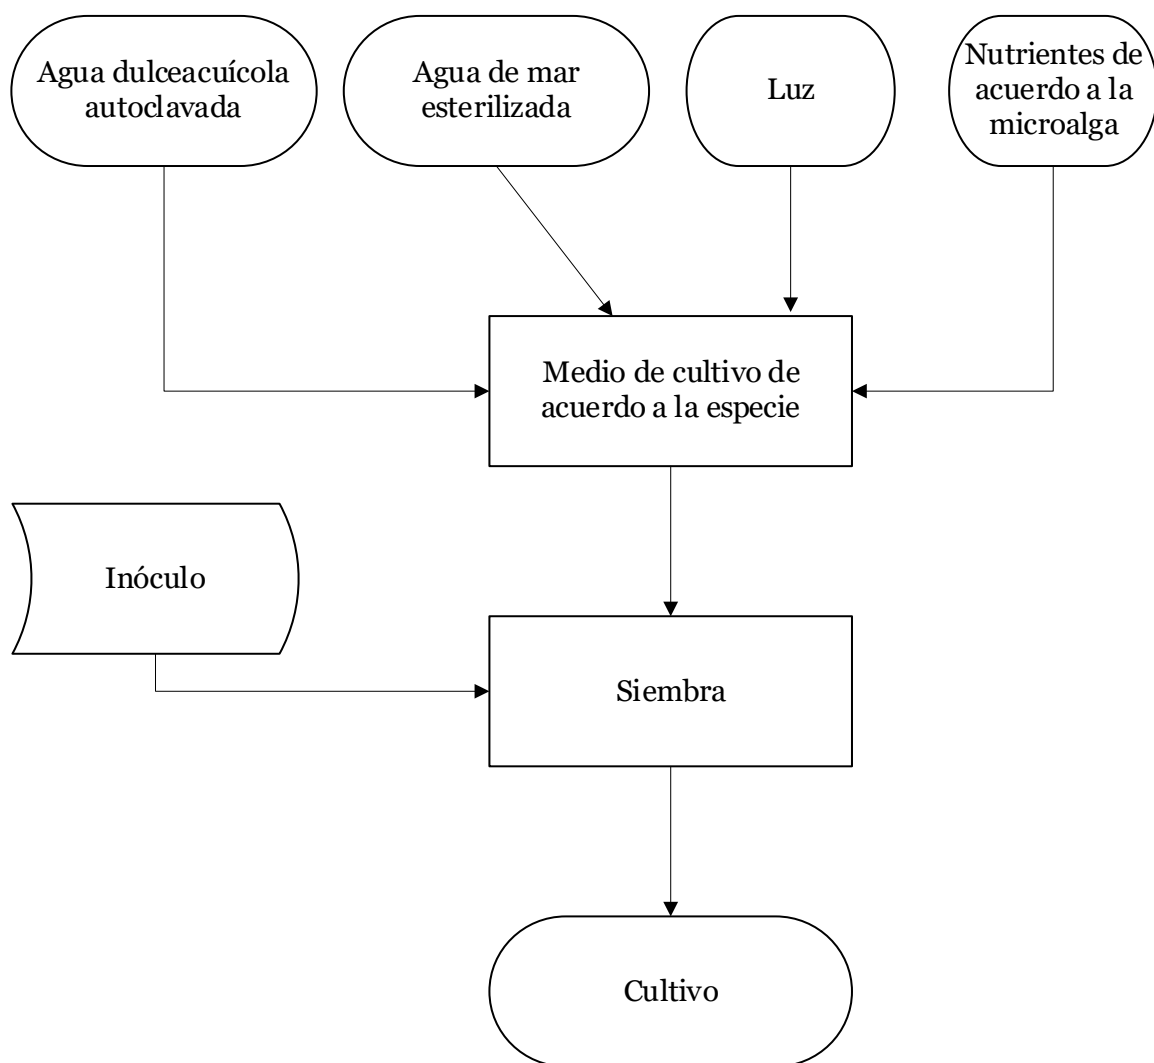 Agua dulceacuícola
autoclavada
Agua de mar
esterilizada
Luz
Nutrientes de
acuerdo a la
microalga
Medio de cultivo de
acuerdo a la especie
Inóculo
Siembra
Cultivo